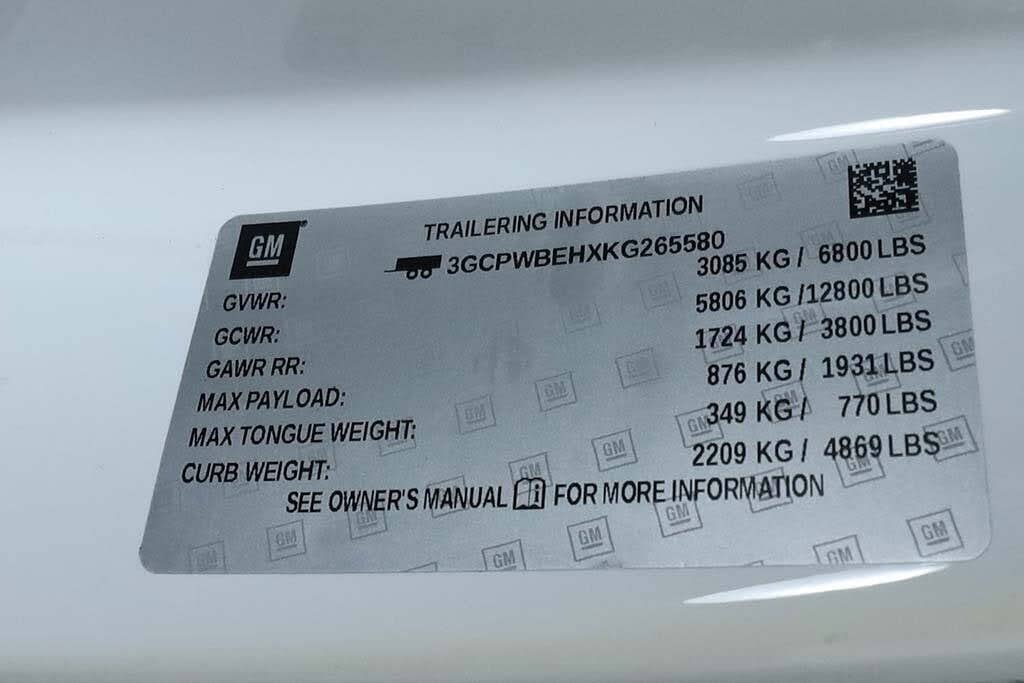 GM
TRAILERING INFORMATION
3GCPWBEHXKG265580
GVWR: 3085 KG / 6800 LBS
GCWR: 5806 KG /12800 LBS
GAWR RR: 1724 KG / 3800 LBS
MAX PAYLOAD: 876 KG / 1931 LBS
MAX TONGUE WEIGHT: 349 KG / 770 LBS
CURB WEIGHT: 2209 KG / 4869 LBS
SEE OWNER'S MANUAL i FOR MORE INFORMATION